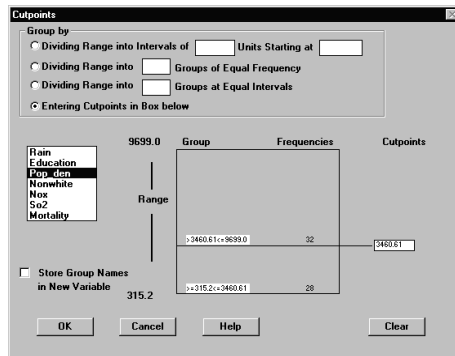 Cutpoints
Group by
Dividing Range into Intervals of Units Starting at
Dividing Range into Groups of Equal Frequency
Dividing Range into Groups at Equal Intervals
Entering Cutpoints in Box below
9699.0 Group Frequencies Cutpoints
Rain
Education
Pop_den
Nonwhite
Nox
So2
Mortality
Range
>3460.61<=9699.0 32
3460.61
Store Group Names
in New Variable
315.2
>=315.2<=3460.61 28
OK Cancel Help Clear